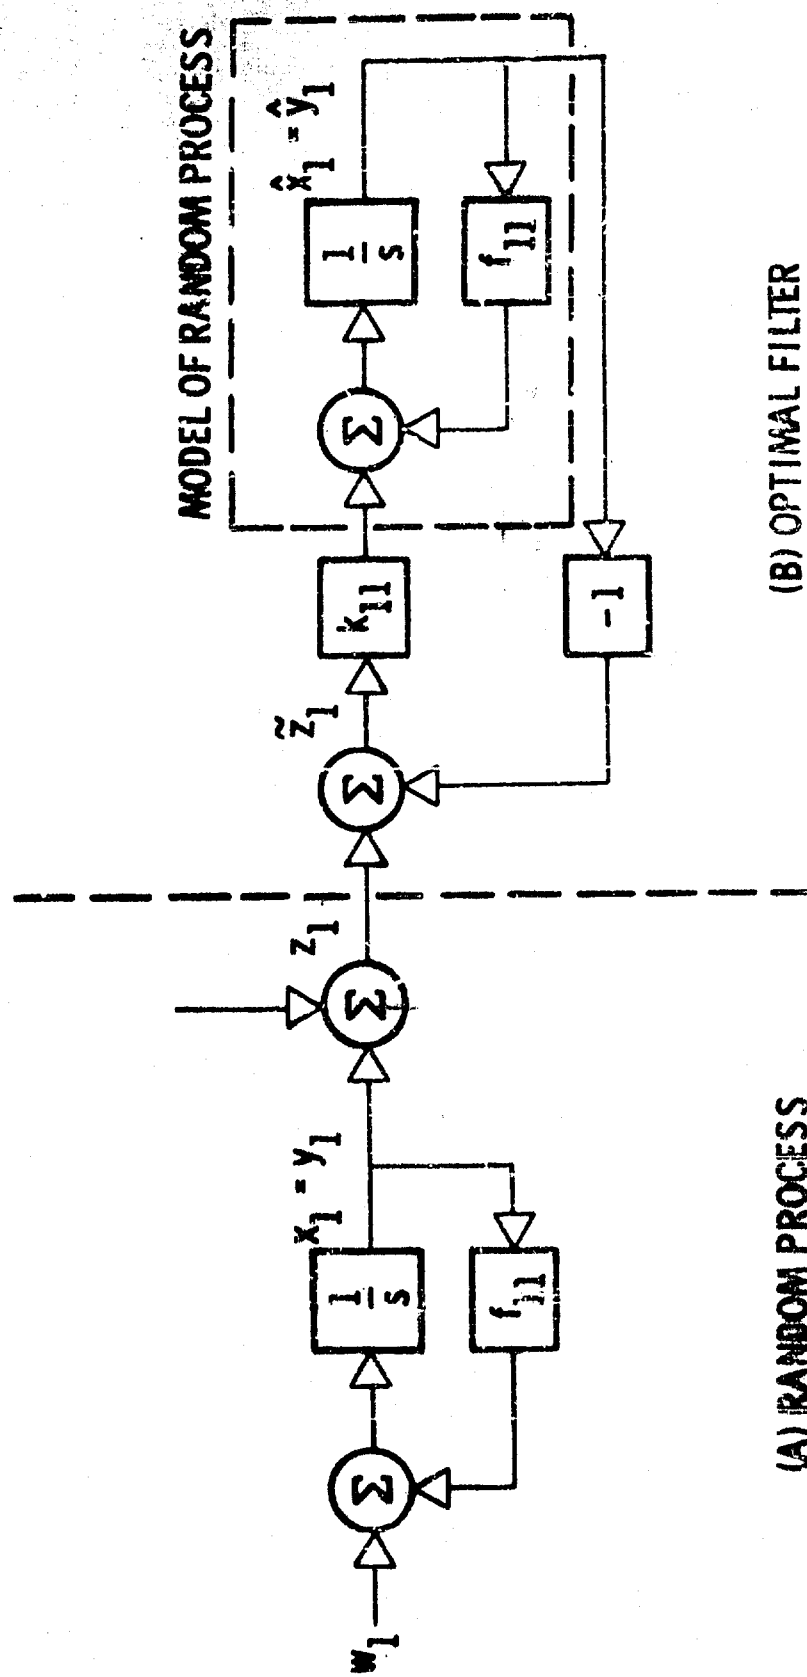 MODEL OF RANDOM PROCESS
w₁
Σ
1/s
x₁ = y₁
f₁₁
Σ
z₁
Σ
z̃₁
k₁₁
Σ
1/s
x̂₁ = ŷ₁
f₁₁
-1
(A) RANDOM PROCESS
(B) OPTIMAL FILTER